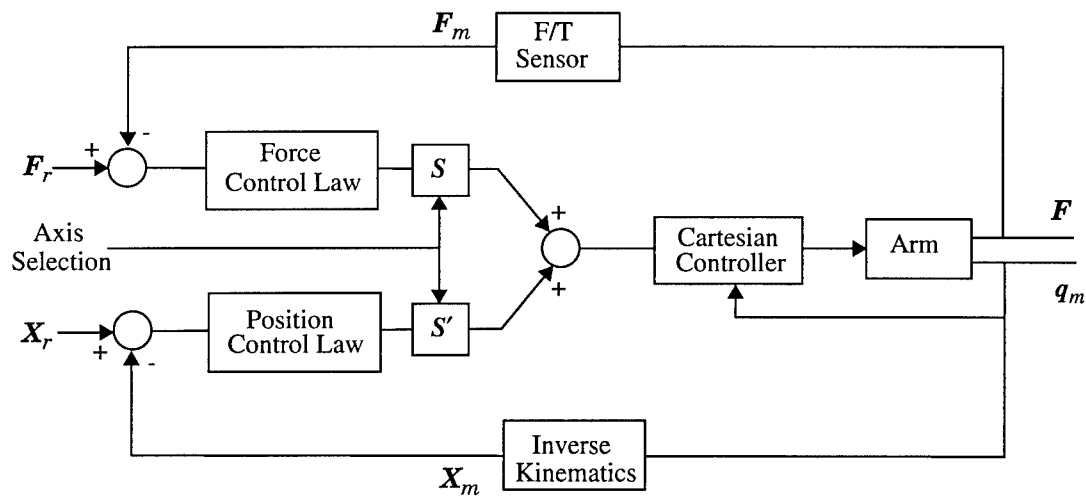 F_m
F/T
Sensor
+
-
F_r
Force
Control Law
S
+
F
Axis
Selection
Cartesian
Controller
Arm
+
q_m
X_r
+
-
Position
Control Law
S′
Inverse
Kinematics
X_m